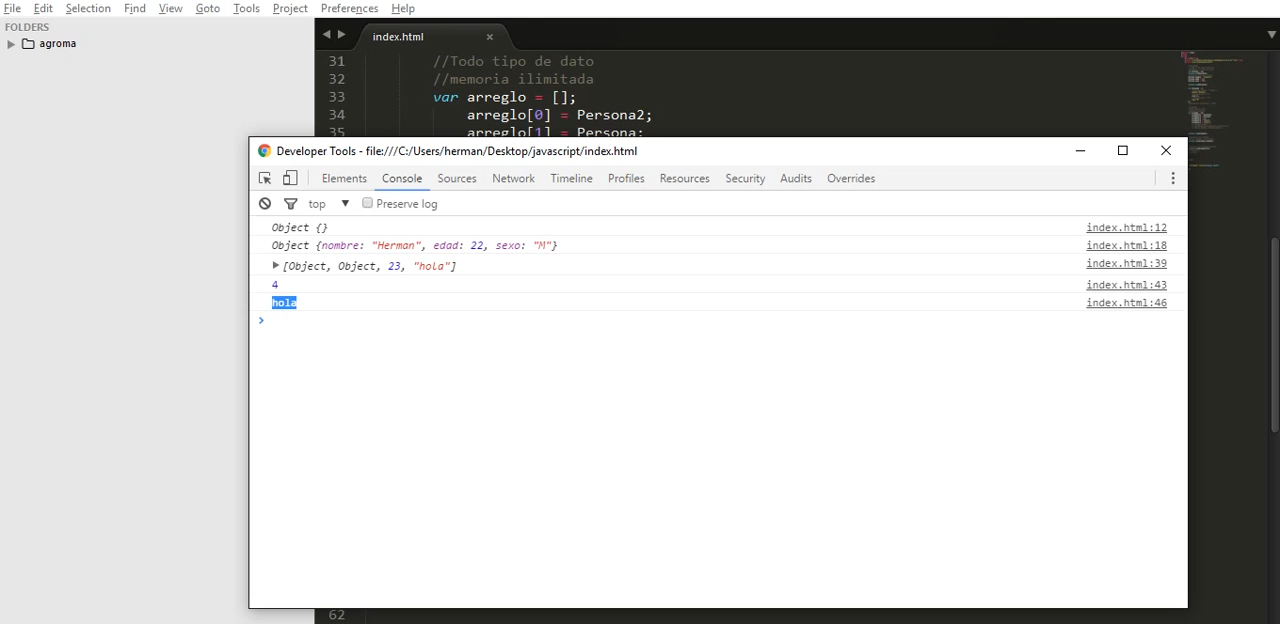 File Edit Selection Find View Goto Tools Project Preferences Help
FOLDERS
agroma
index.html
31 //Todo tipo de dato
32 //memoria ilimitada
33 var arreglo = [];
34 arreglo[0] = Persona2;
35 arreglo[1] = Persona;
Developer Tools - file:///C:/Users/herman/Desktop/javascript/index.html
Elements Console Sources Network Timeline Profiles Resources Security Audits Overrides
top Preserve log
Object {} index.html:12
Object {nombre: "Herman", edad: 22, sexo: "M"} index.html:18
[Object, Object, 23, "hola"] index.html:39
4 index.html:43
hola index.html:46
>
62